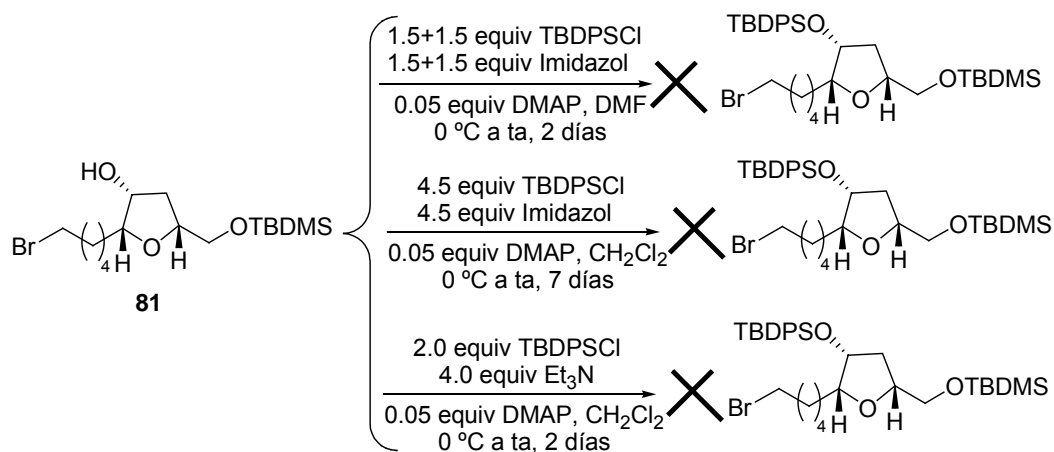 TBDPSO
1.5+1.5 equiv TBDPSCl
1.5+1.5 equiv Imidazol
0.05 equiv DMAP, DMF
0 ºC a ta, 2 días
Br
4
H
O
H
OTBDMS
HO
Br
4
H
O
H
OTBDMS
81
TBDPSO
4.5 equiv TBDPSCl
4.5 equiv Imidazol
0.05 equiv DMAP, CH2Cl2
0 ºC a ta, 7 días
Br
4
H
O
H
OTBDMS
TBDPSO
2.0 equiv TBDPSCl
4.0 equiv Et3N
0.05 equiv DMAP, CH2Cl2
0 ºC a ta, 2 días
Br
4
H
O
H
OTBDMS